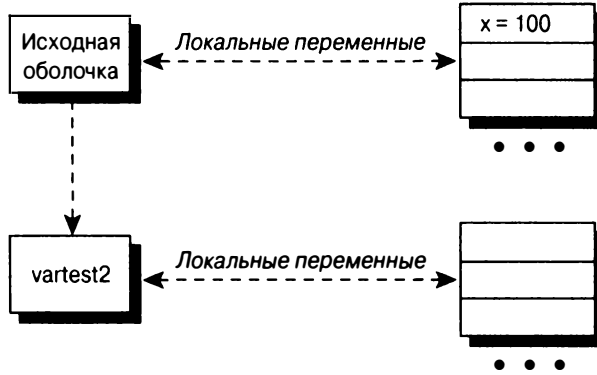 Исходная
оболочка
Локальные переменные
x = 100
• • •
vartest2
Локальные переменные
• • •